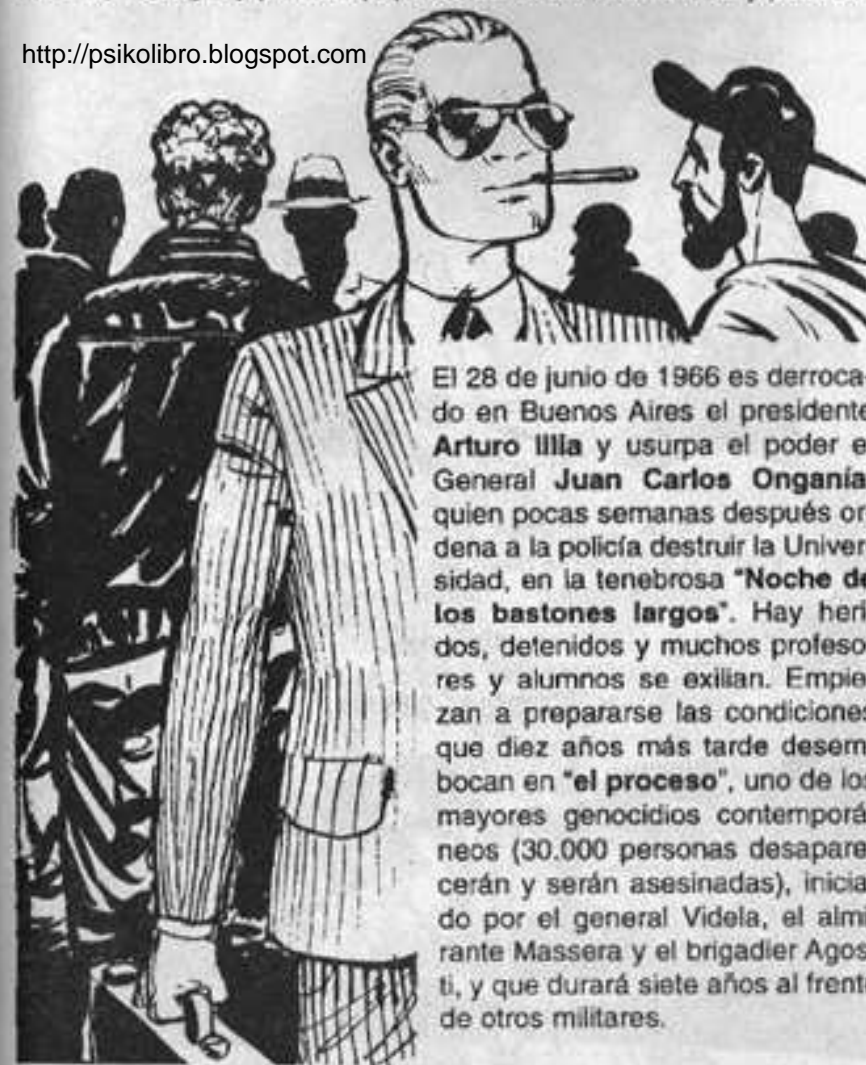 http://psikolibro.blogspot.com
El 28 de junio de 1966 es derroca-
do en Buenos Aires el presidente
Arturo Illia y usurpa el poder e
General Juan Carlos Onganía
quien pocas semanas después or
dena a la policía destruir la Univer
sidad, en la tenebrosa "Noche de
los bastones largos". Hay heri
dos, detenidos y muchos profeso
res y alumnos se exilian. Empie
zan a prepararse las condiciones
que diez años más tarde desem
bocan en "el proceso", uno de los
mayores genocidios contemporá
neos (30.000 personas desapare
cerán y serán asesinadas), inicia
do por el general Videla, el almi
rante Massera y el brigadier Agos
ti, y que durará siete años al frente
de otros militares.